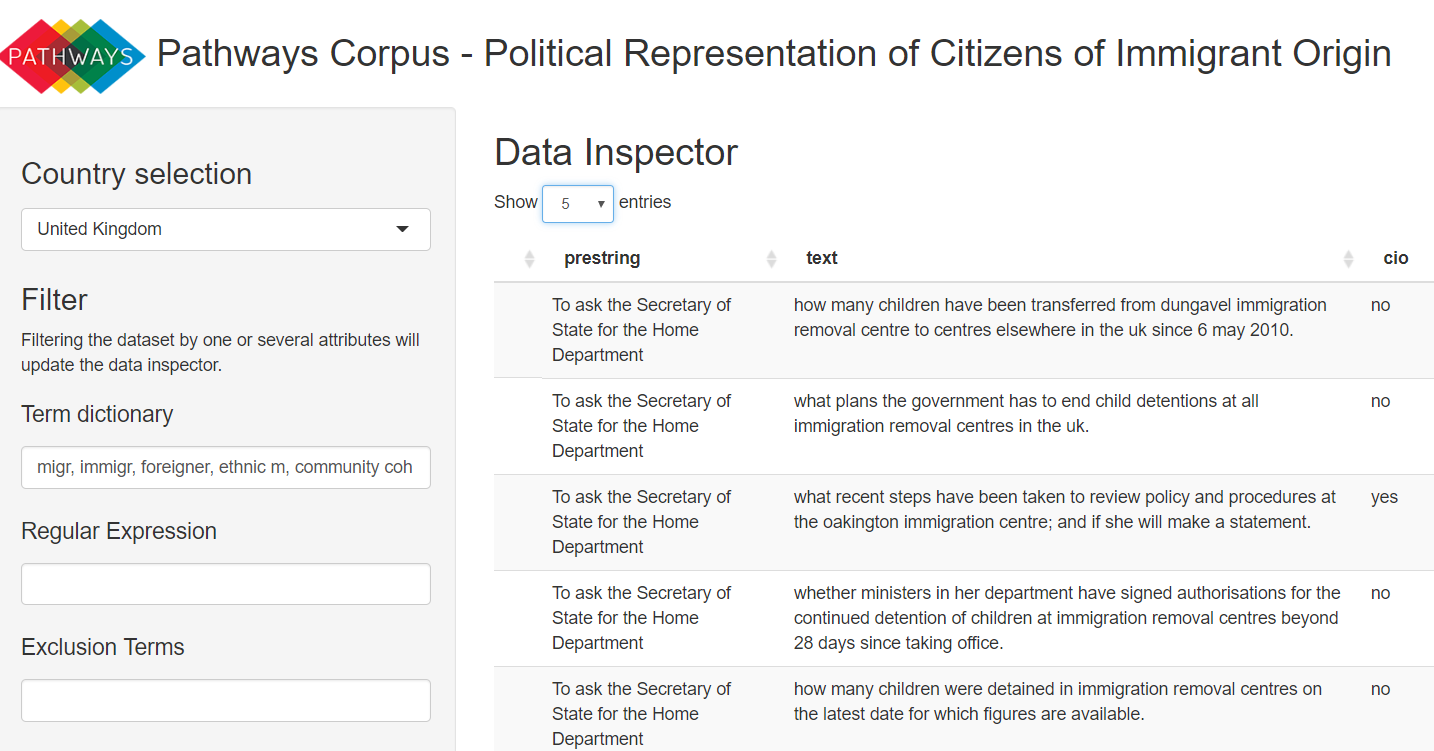 PATHWAYS
Pathways Corpus - Political Representation of Citizens of Immigrant Origin
Country selection
United Kingdom
Filter
Filtering the dataset by one or several attributes will
update the data inspector.
Term dictionary
migr, immigr, foreigner, ethnic m, community coh
Regular Expression
Exclusion Terms
Data Inspector
Show 5 entries
prestring text cio
To ask the Secretary of how many children have been transferred from dungavel immigration no
State for the Home removal centre to centres elsewhere in the uk since 6 may 2010.
Department
To ask the Secretary of what plans the government has to end child detentions at all no
State for the Home immigration removal centres in the uk.
Department
To ask the Secretary of what recent steps have been taken to review policy and procedures at yes
State for the Home the oakington immigration centre; and if she will make a statement.
Department
To ask the Secretary of whether ministers in her department have signed authorisations for the no
State for the Home continued detention of children at immigration removal centres beyond
Department 28 days since taking office.
To ask the Secretary of how many children were detained in immigration removal centres on no
State for the Home the latest date for which figures are available.
Department